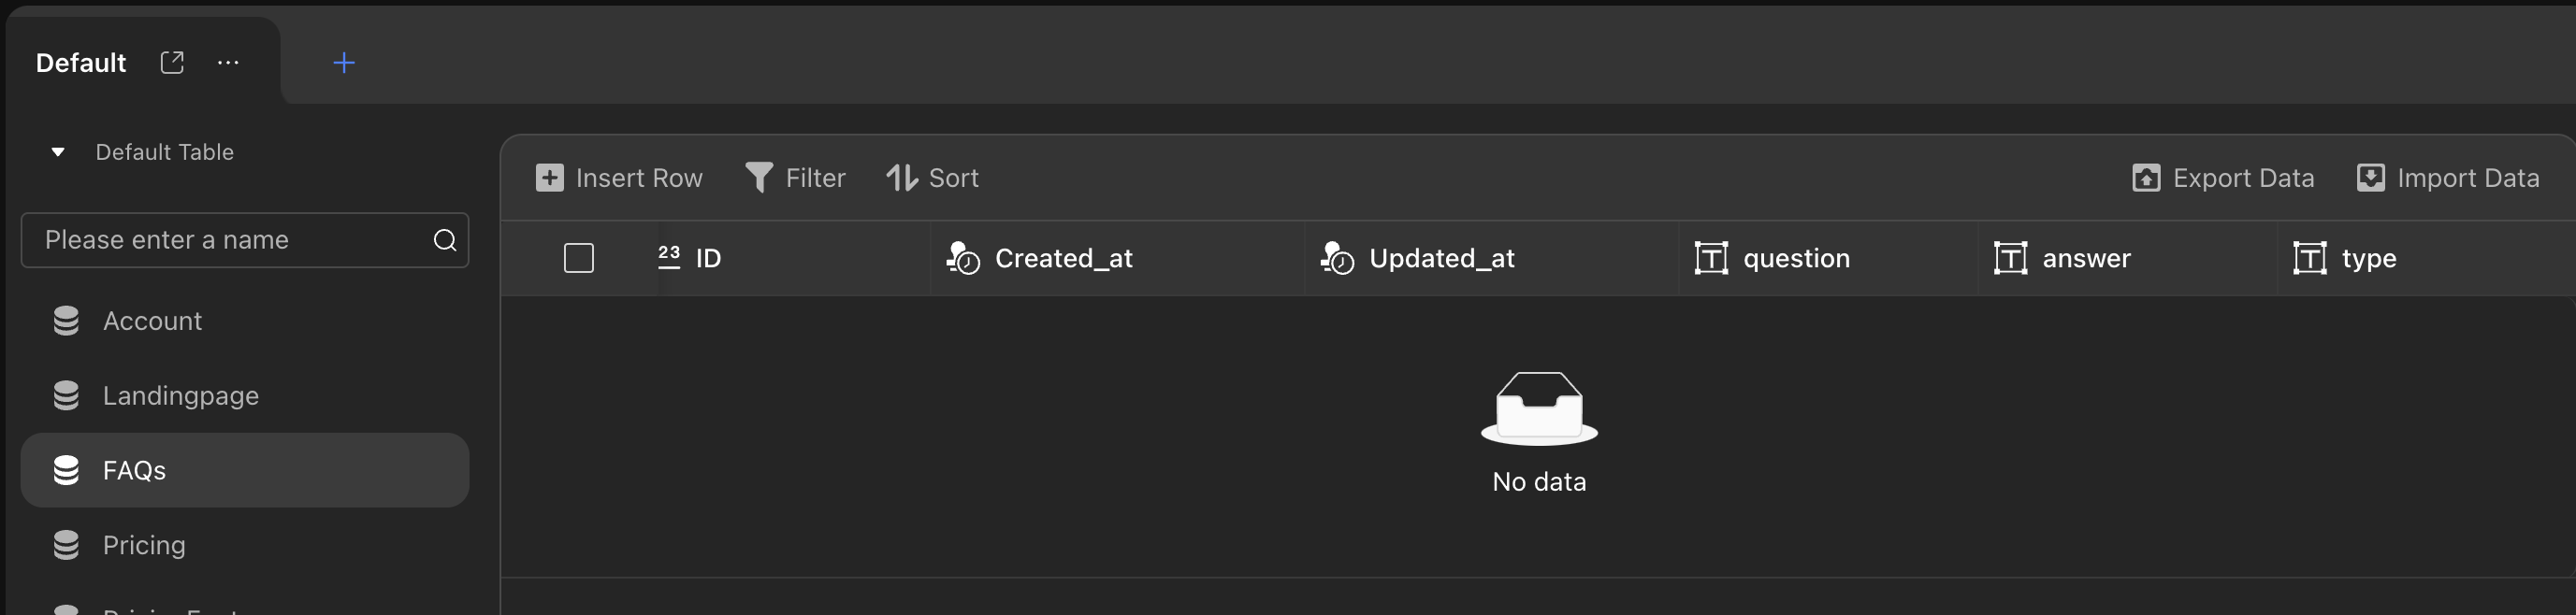 Default
Default Table
Please enter a name
Account
Landingpage
FAQs
Pricing
Insert Row
Filter
Sort
Export Data
Import Data
23 ID
Created_at
Updated_at
T question
T answer
T type
No data